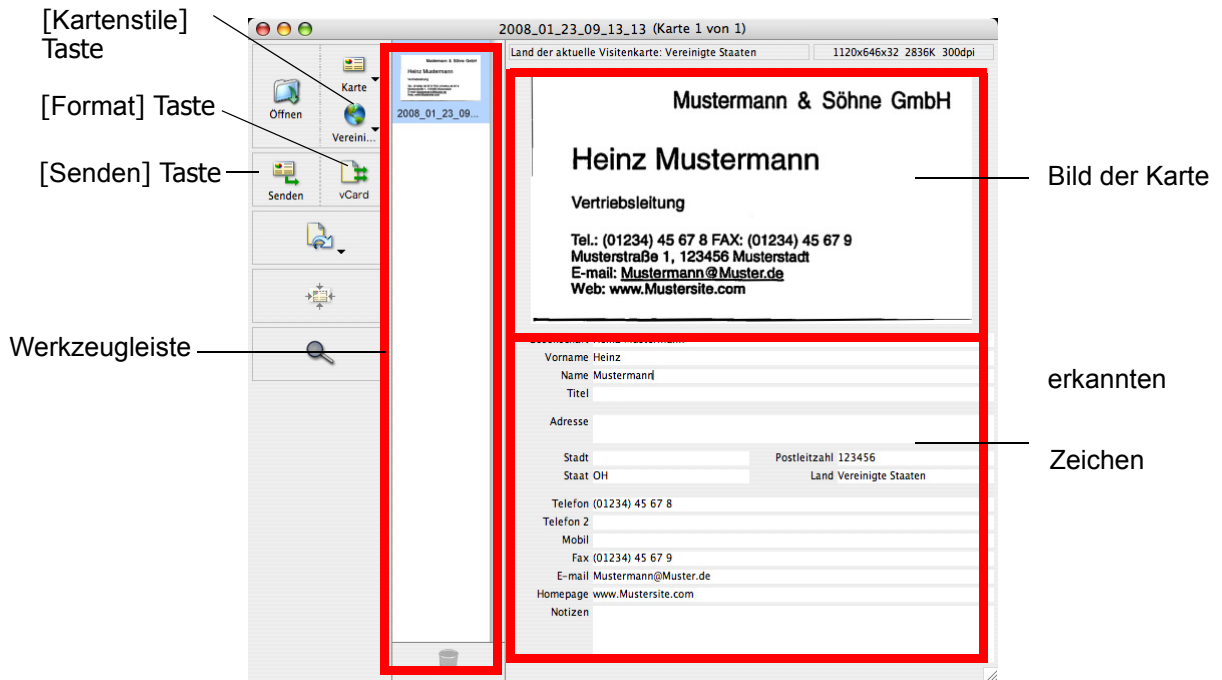 [Kartenstile]
Taste
[Format] Taste
[Senden] Taste
Werkzeugleiste
2008_01_23_09_13_13 (Karte 1 von 1)
Öffnen
Karte
Vereini...
Senden
vCard
Mustermann & Söhne GmbH
Heinz Mustermann
2008_01_23_09...
Land der aktuelle Visitenkarte: Vereinigte Staaten
1120x646x32 2836K 300dpi
Mustermann & Söhne GmbH
Heinz Mustermann
Vertriebsleitung
Tel.: (01234) 45 67 8 FAX: (01234) 45 67 9
Musterstraße 1, 123456 Musterstadt
E-mail: Mustermann@Muster.de
Web: www.Mustersite.com
Vorname Heinz
Name Mustermann
Titel
Adresse
Stadt
Postleitzahl 123456
Staat OH
Land Vereinigte Staaten
Telefon (01234) 45 67 8
Telefon 2
Mobil
Fax (01234) 45 67 9
E-mail Mustermann@Muster.de
Homepage www.Mustersite.com
Notizen
Bild der Karte
erkannten
Zeichen